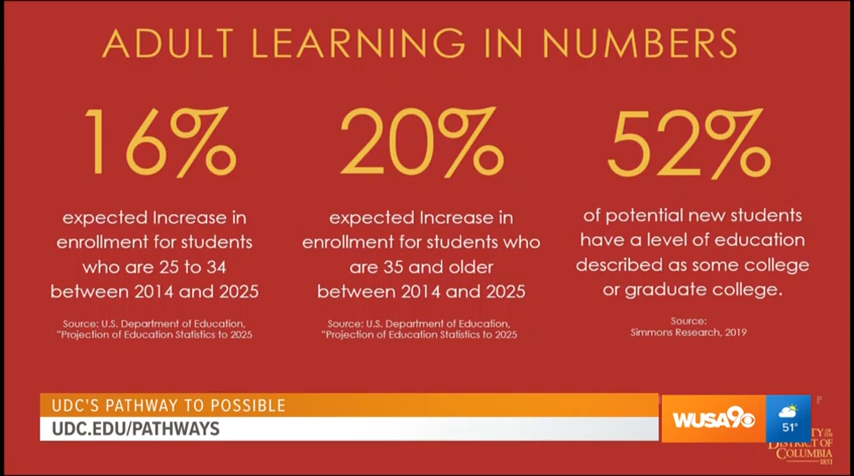 ADULT LEARNING IN NUMBERS
16%
expected Increase in
enrollment for students
who are 25 to 34
between 2014 and 2025
Source: U.S. Department of Education,
"Projection of Education Statistics to 2025
20%
expected Increase in
enrollment for students who
are 35 and older
between 2014 and 2025
Source: U.S. Department of Education,
"Projection of Education Statistics to 2025
52%
of potential new students
have a level of education
described as some college
or graduate college.
Source:
Simmons Research, 2019
UDC'S PATHWAY TO POSSIBLE
UDC.EDU/PATHWAYS
WUSA9
51°
P
TY OF THE
DISTRICT OF
COLUMBIA
1851